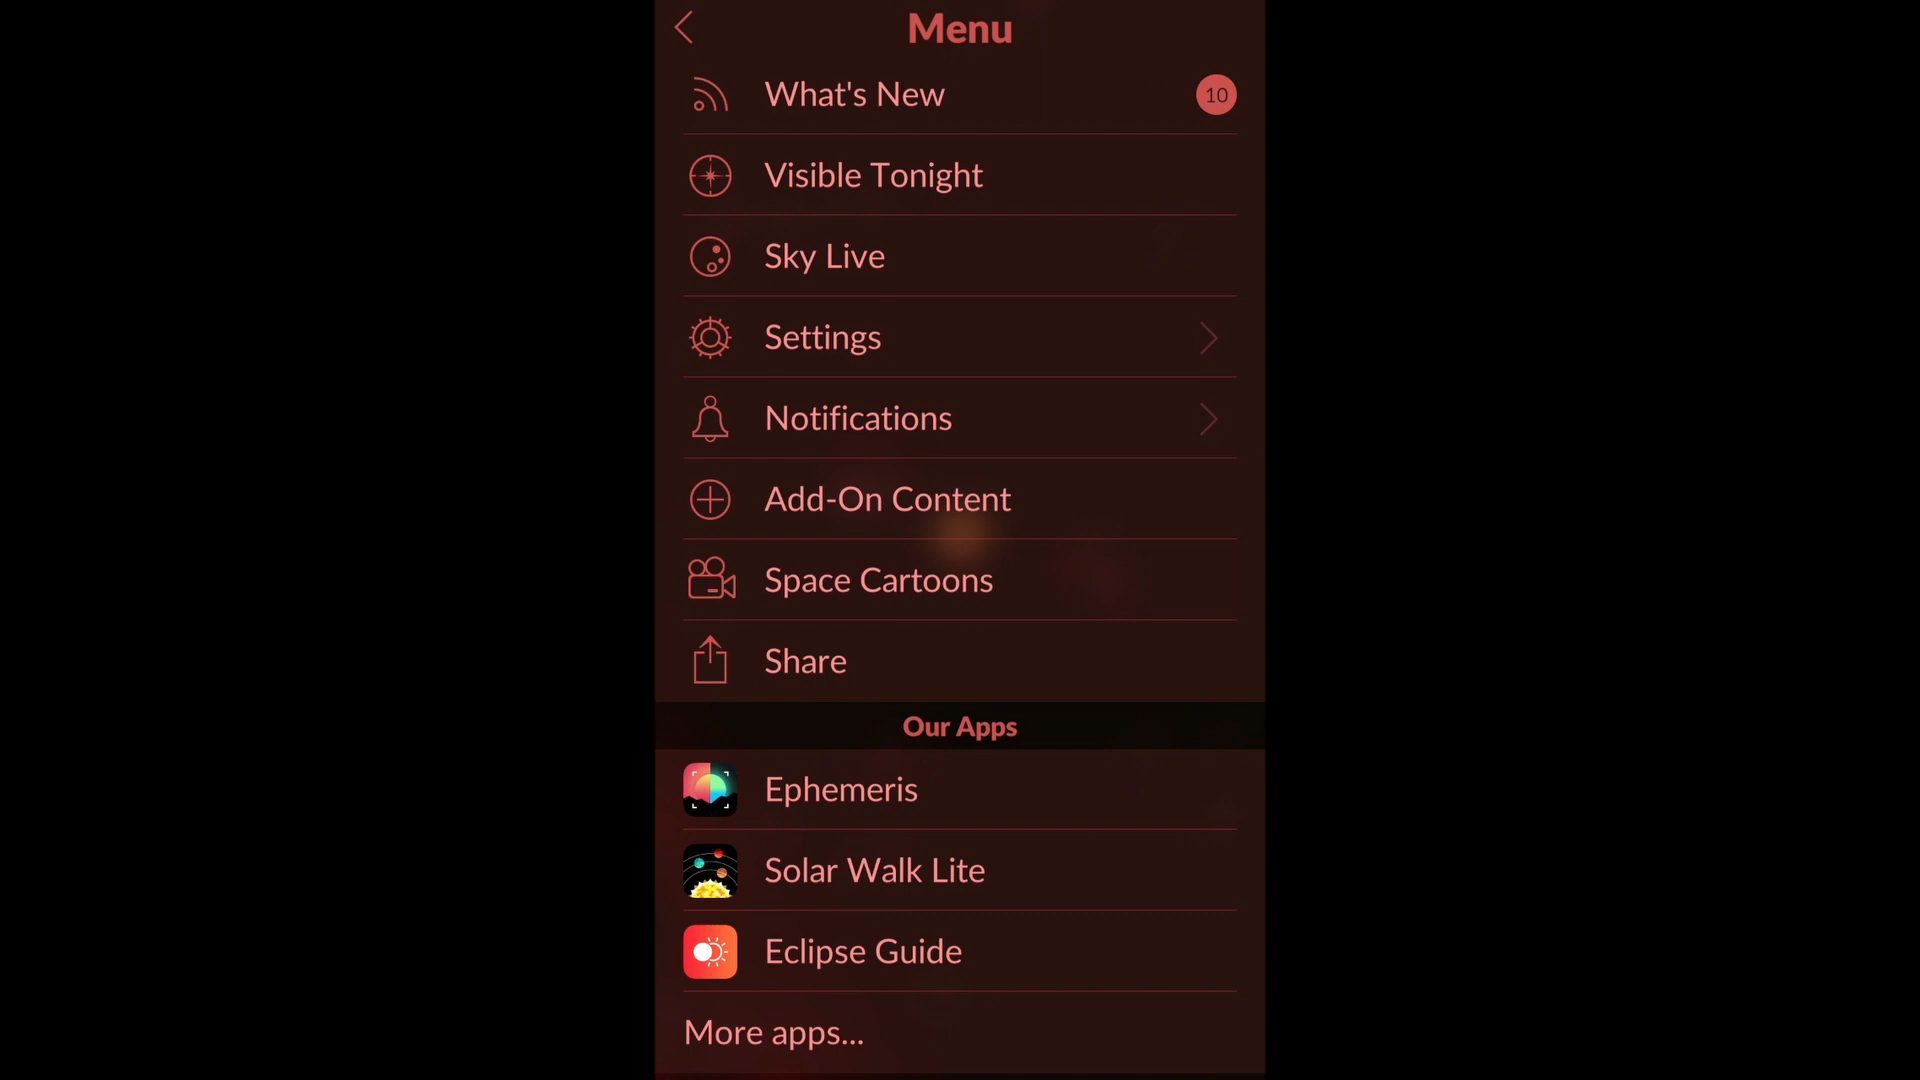 Menu
What's New
10
Visible Tonight
Sky Live
Settings
Notifications
Add-On Content
Space Cartoons
Share
Our Apps
Ephemeris
Solar Walk Lite
Eclipse Guide
More apps...